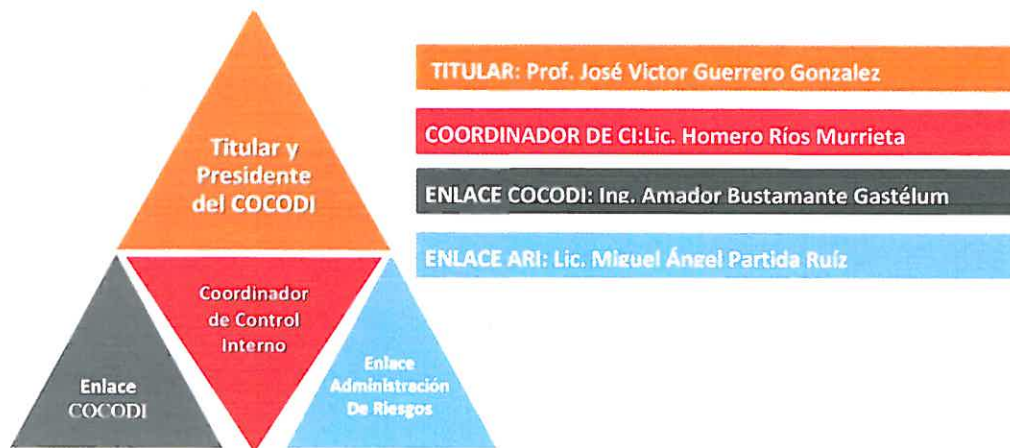 Titular y
Presidente
del COCODI
Coordinador
de Control
Interno
Enlace
COCODI
Enlace
Administración
De Riesgos
TITULAR: Prof. José Victor Guerrero Gonzalez
COORDINADOR DE CI:Lic. Homero Ríos Murrieta
ENLACE COCODI: Ing. Amador Bustamante Gastélum
ENLACE ARI: Lic. Miguel Ángel Partida Ruíz